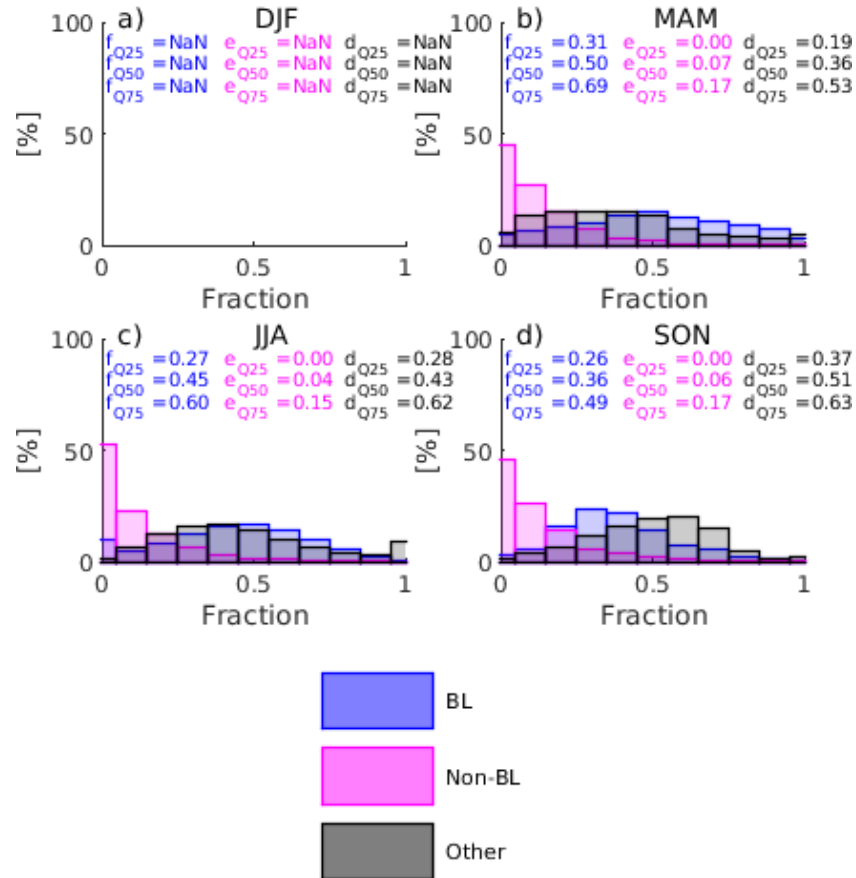 a) DJF
f_Q25 =NaN e_Q25 =NaN d_Q25 =NaN
f_Q50 =NaN e_Q50 =NaN d_Q50 =NaN
f_Q75 =NaN e_Q75 =NaN d_Q75 =NaN
100
50
0
[%]
0 0.5 1
Fraction
b) MAM
f_Q25 =0.31 e_Q25 =0.00 d_Q25 =0.19
f_Q50 =0.50 e_Q50 =0.07 d_Q50 =0.36
f_Q75 =0.69 e_Q75 =0.17 d_Q75 =0.53
100
50
0
[%]
0 0.5 1
Fraction
c) JJA
f_Q25 =0.27 e_Q25 =0.00 d_Q25 =0.28
f_Q50 =0.45 e_Q50 =0.04 d_Q50 =0.43
f_Q75 =0.60 e_Q75 =0.15 d_Q75 =0.62
100
50
0
[%]
0 0.5 1
Fraction
d) SON
f_Q25 =0.26 e_Q25 =0.00 d_Q25 =0.37
f_Q50 =0.36 e_Q50 =0.06 d_Q50 =0.51
f_Q75 =0.49 e_Q75 =0.17 d_Q75 =0.63
100
50
0
[%]
0 0.5 1
Fraction
BL
Non-BL
Other